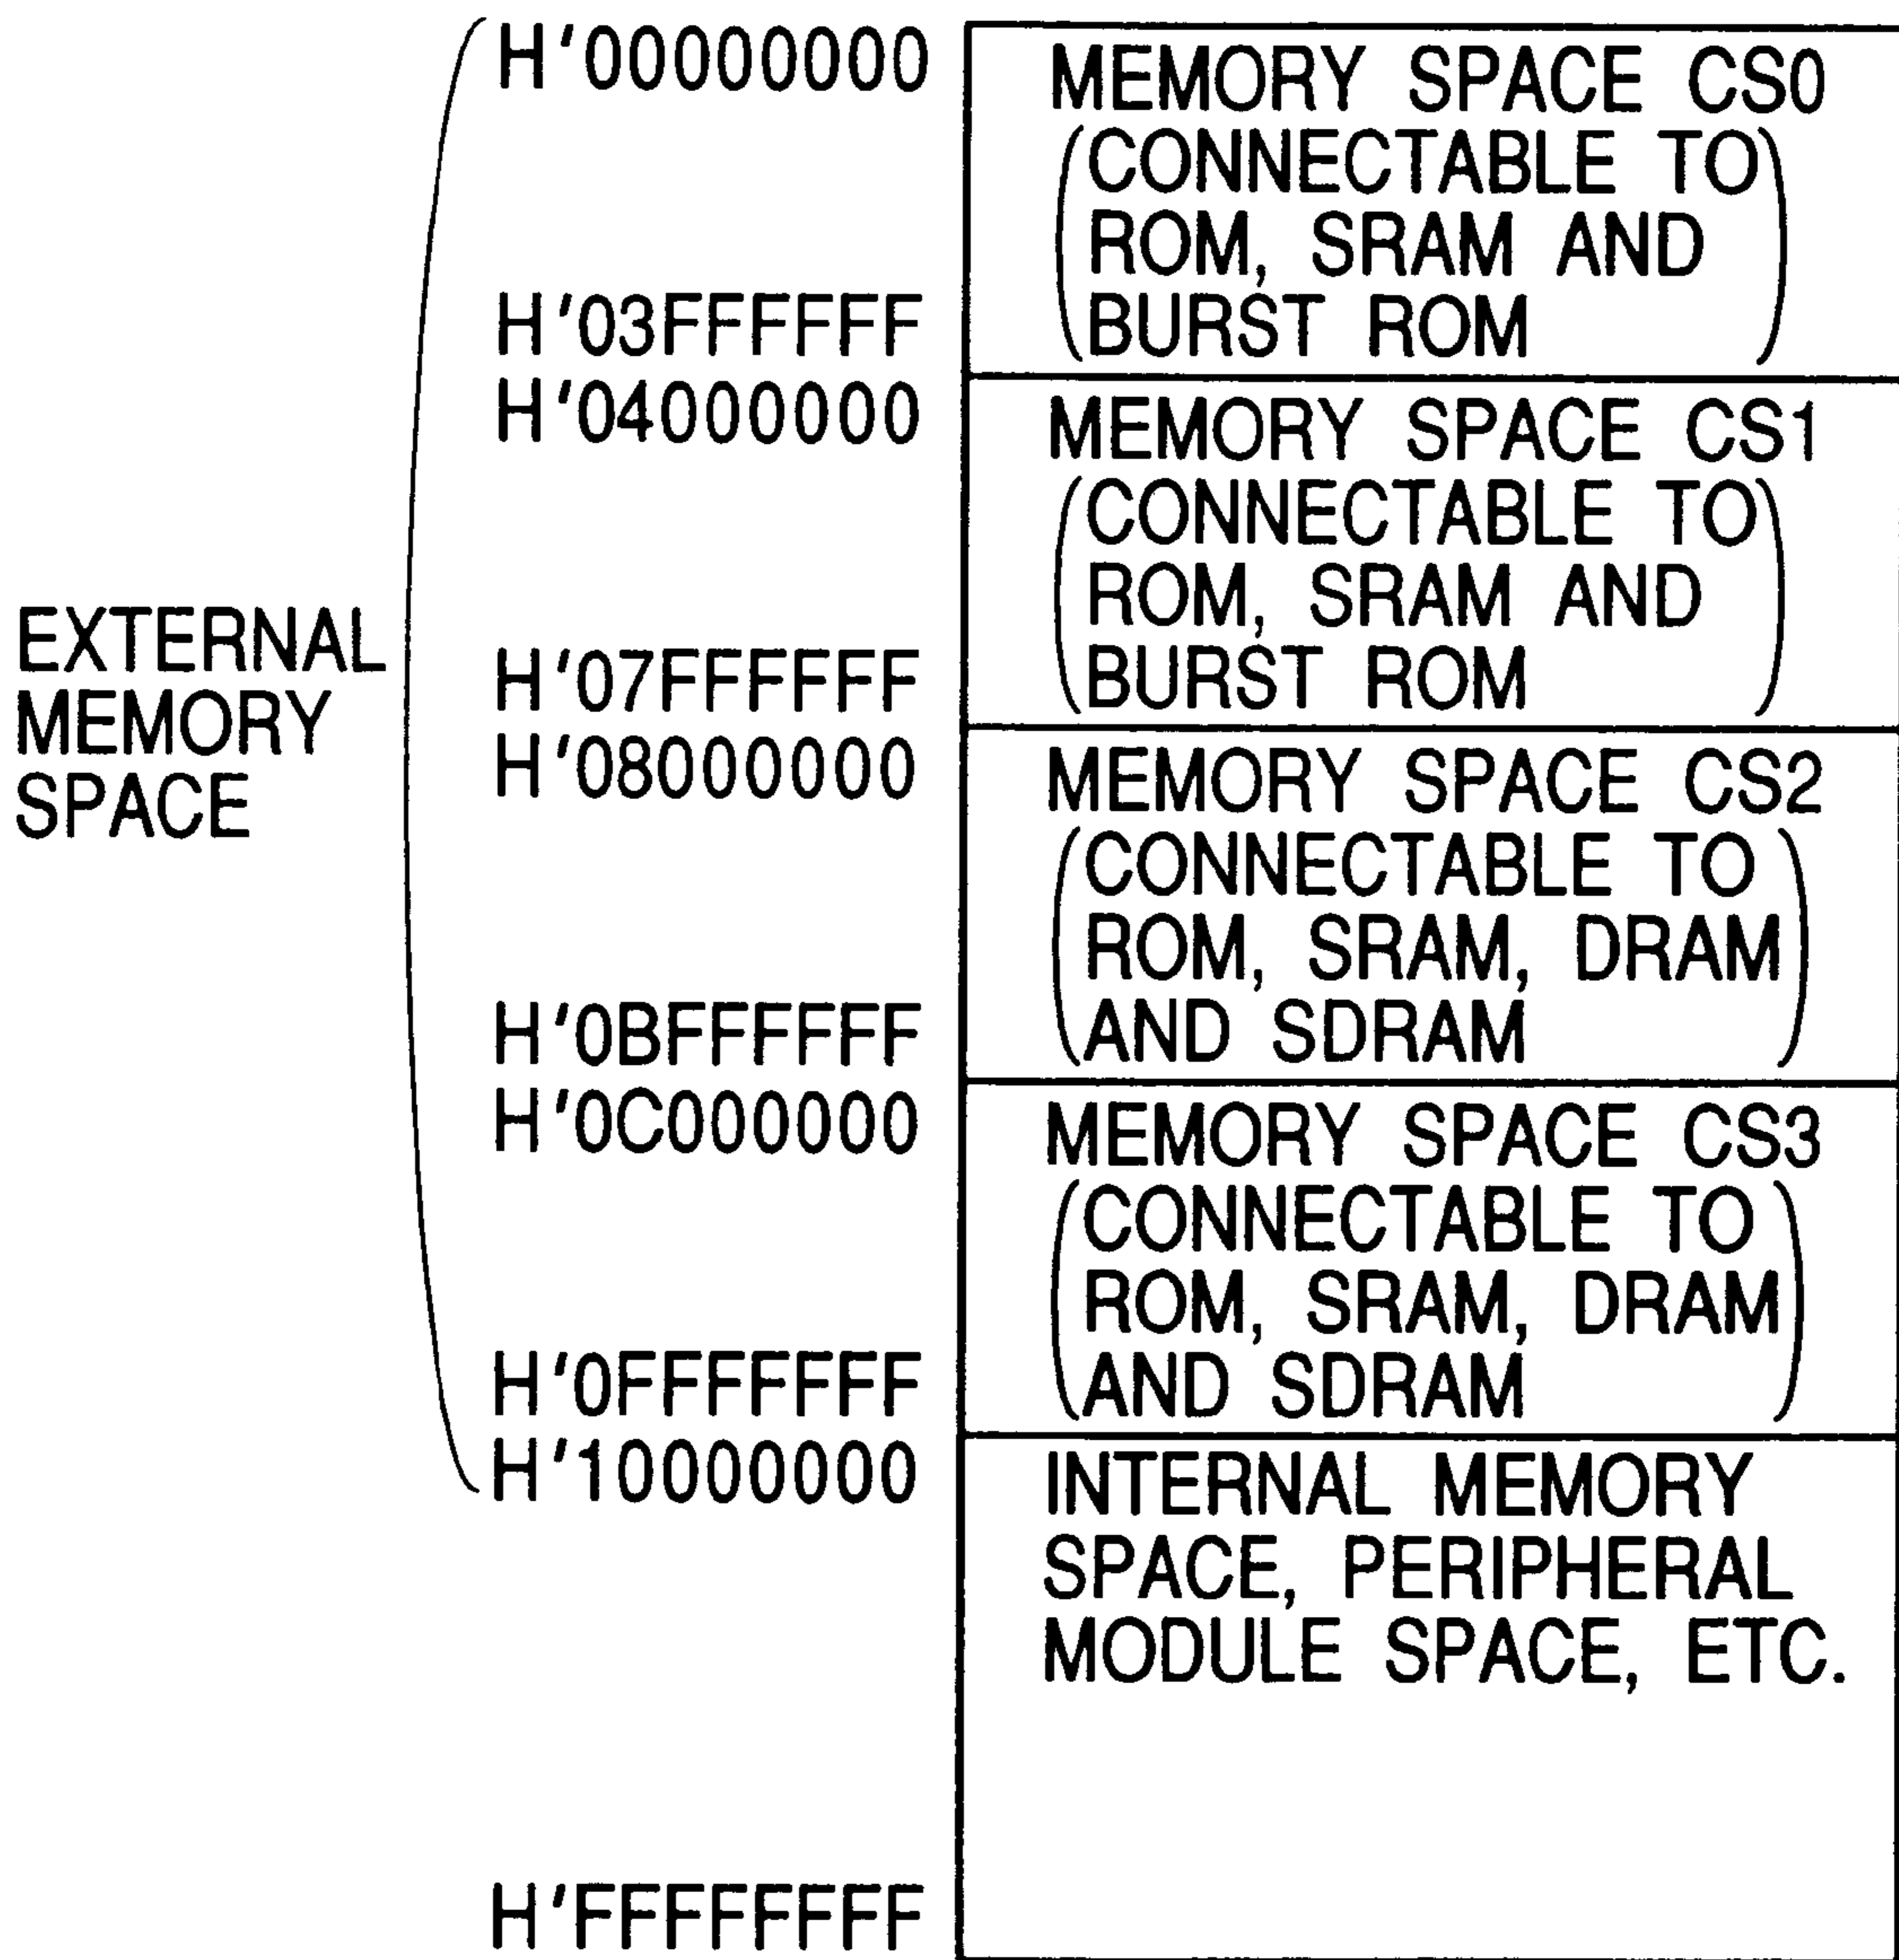 EXTERNAL
MEMORY
SPACE
H'00000000
H'03FFFFFF
H'04000000
H'07FFFFFF
H'08000000
H'0BFFFFFF
H'0C000000
H'0FFFFFFF
H'10000000
H'FFFFFFFF
MEMORY SPACE CS0
(CONNECTABLE TO
ROM, SRAM AND
BURST ROM)
MEMORY SPACE CS1
(CONNECTABLE TO
ROM, SRAM AND
BURST ROM)
MEMORY SPACE CS2
(CONNECTABLE TO
ROM, SRAM, DRAM
AND SDRAM)
MEMORY SPACE CS3
(CONNECTABLE TO
ROM, SRAM, DRAM
AND SDRAM)
INTERNAL MEMORY
SPACE, PERIPHERAL
MODULE SPACE, ETC.